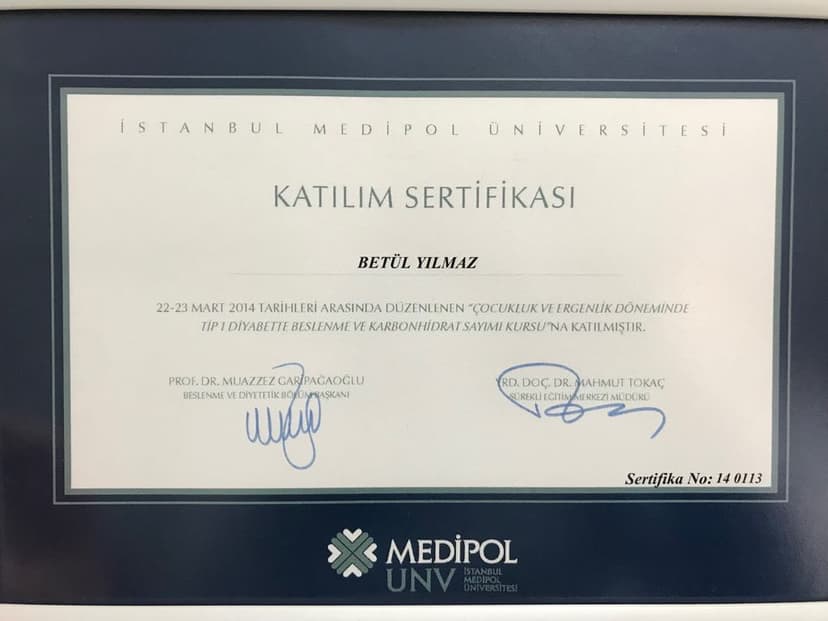 İSTANBUL MEDİPOL ÜNİVERSİTESİ
KATILIM SERTİFİKASI
BETÜL YILMAZ
22-23 MART 2014 TARİHLERİ ARASINDA DÜZENLENEN "ÇOCUKLUK VE ERGENLİK DÖNEMİNDE
TİP 1 DİYABETTE BESLENME VE KARBONHİDRAT SAYIMI KURSU"NA KATILMIŞTIR.
PROF. DR. MUAZZEZ GARİPAĞAOĞLU
BESLENME VE DİYETETİK BÖLÜM BAŞKANI
YRD. DOÇ. DR. MAHMUT TOKAÇ
SÜREKLİ EĞİTİM MERKEZİ MÜDÜRÜ
Sertifika No: 14 0113
MEDİPOL
UNV
İSTANBUL
MEDİPOL
ÜNİVERSİTESİ